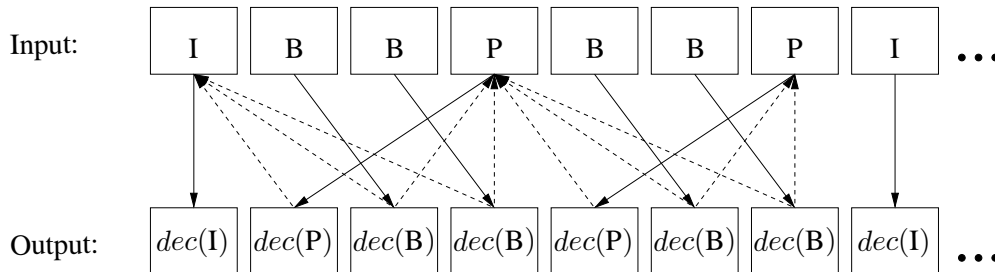 Input: I B B P B B P I ...
Output: dec(I) dec(P) dec(B) dec(B) dec(P) dec(B) dec(B) dec(I) ...